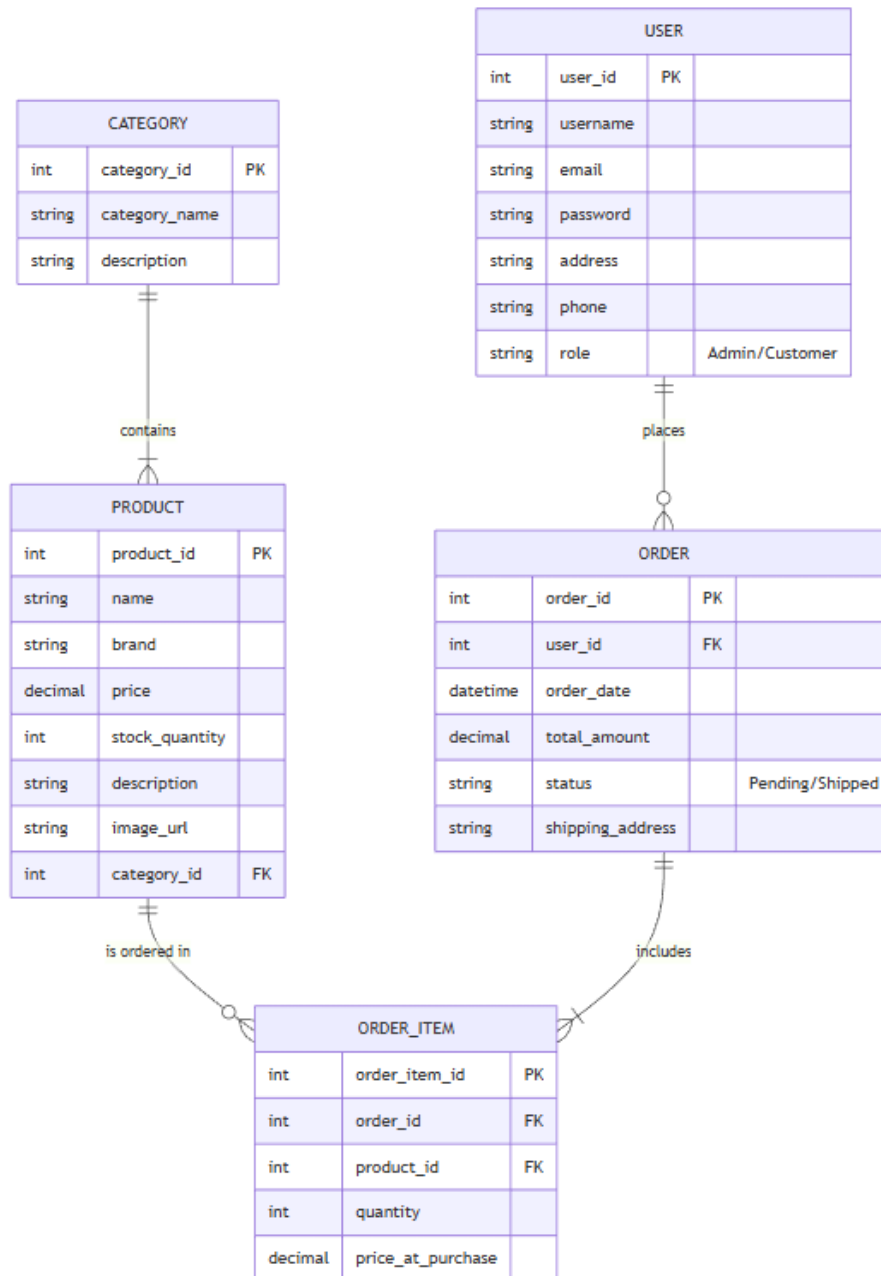 USER
int user_id PK
string username
string email
string password
string address
string phone
string role Admin/Customer
CATEGORY
int category_id PK
string category_name
string description
contains
places
PRODUCT
int product_id PK
string name
string brand
decimal price
int stock_quantity
string description
string image_url
int category_id FK
ORDER
int order_id PK
int user_id FK
datetime order_date
decimal total_amount
string status Pending/Shipped
string shipping_address
is ordered in
includes
ORDER_ITEM
int order_item_id PK
int order_id FK
int product_id FK
int quantity
decimal price_at_purchase